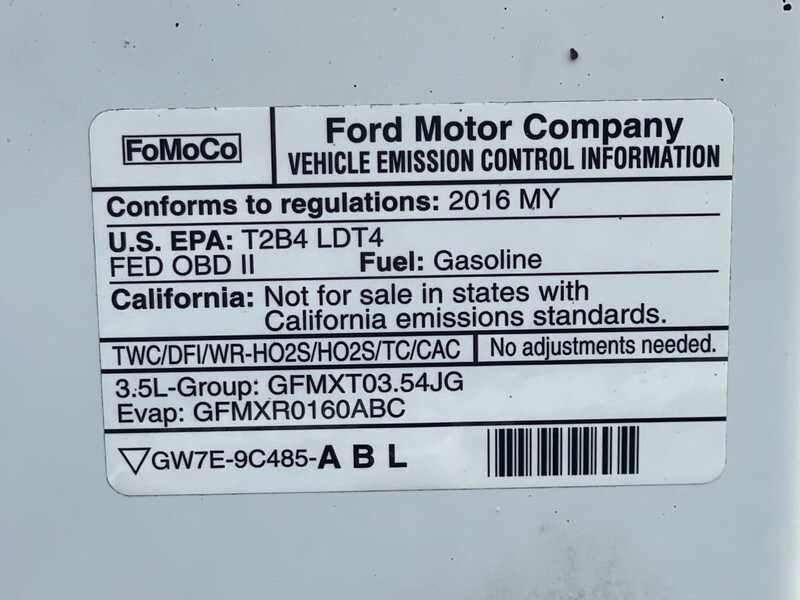 FoMoCo
Ford Motor Company
VEHICLE EMISSION CONTROL INFORMATION
Conforms to regulations: 2016 MY
U.S. EPA: T2B4 LDT4
FED OBD II Fuel: Gasoline
California: Not for sale in states with
California emissions standards.
TWC/DFI/WR-HO2S/HO2S/TC/CAC No adjustments needed.
3.5L-Group: GFMXT03.54JG
Evap: GFMXR0160ABC
▽GW7E-9C485-A B L